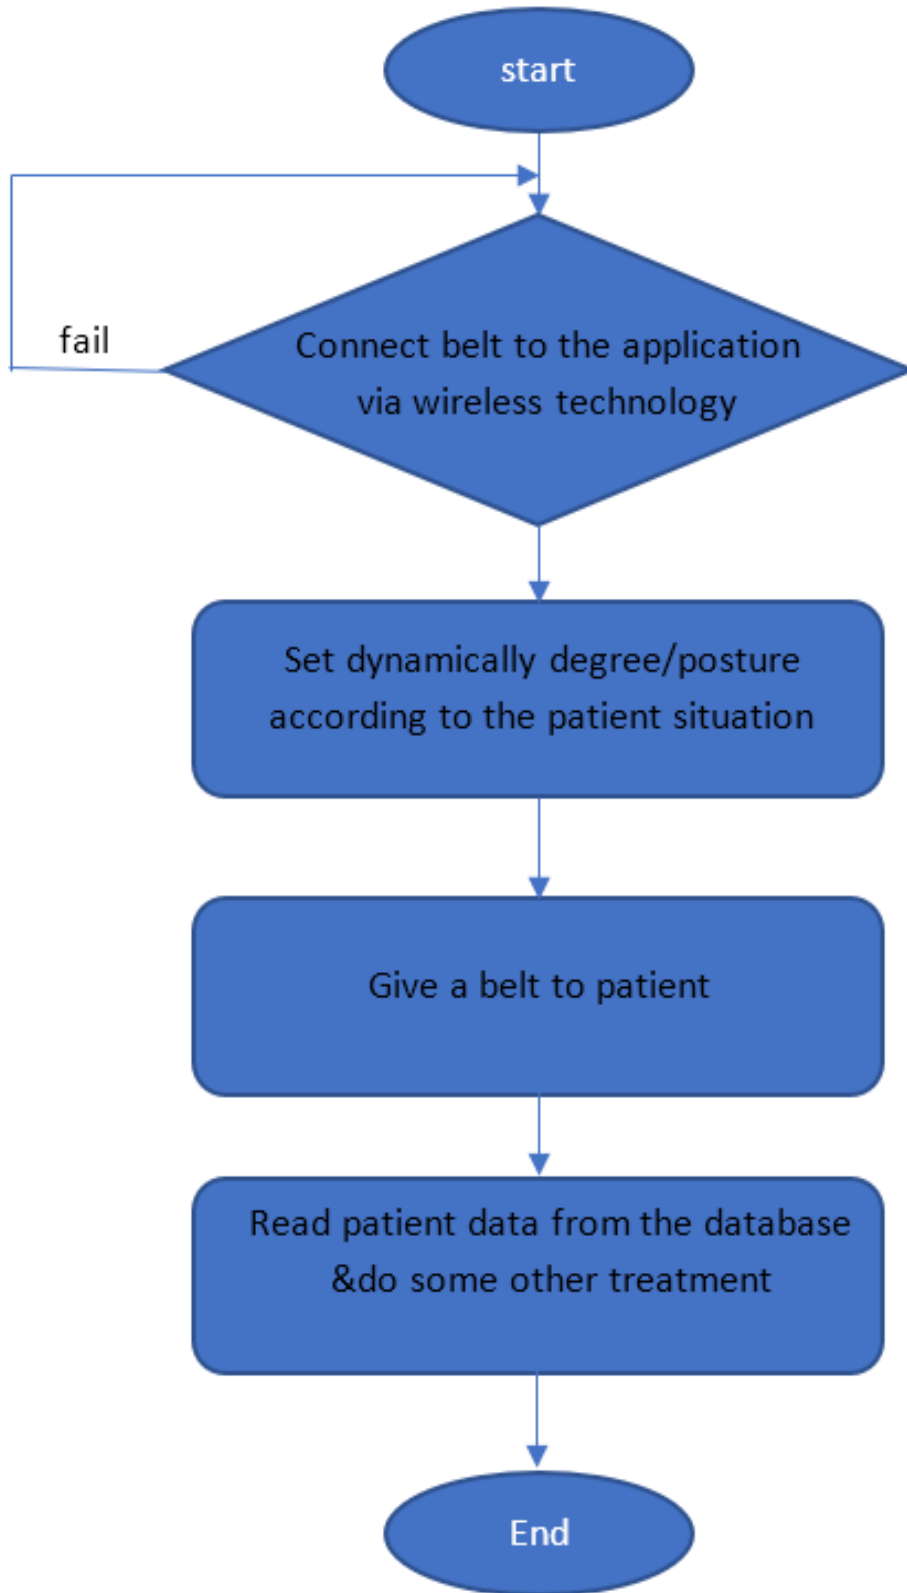 start
fail
Connect belt to the application
via wireless technology
Set dynamically degree/posture
according to the patient situation
Give a belt to patient
Read patient data from the database
&do some other treatment
End